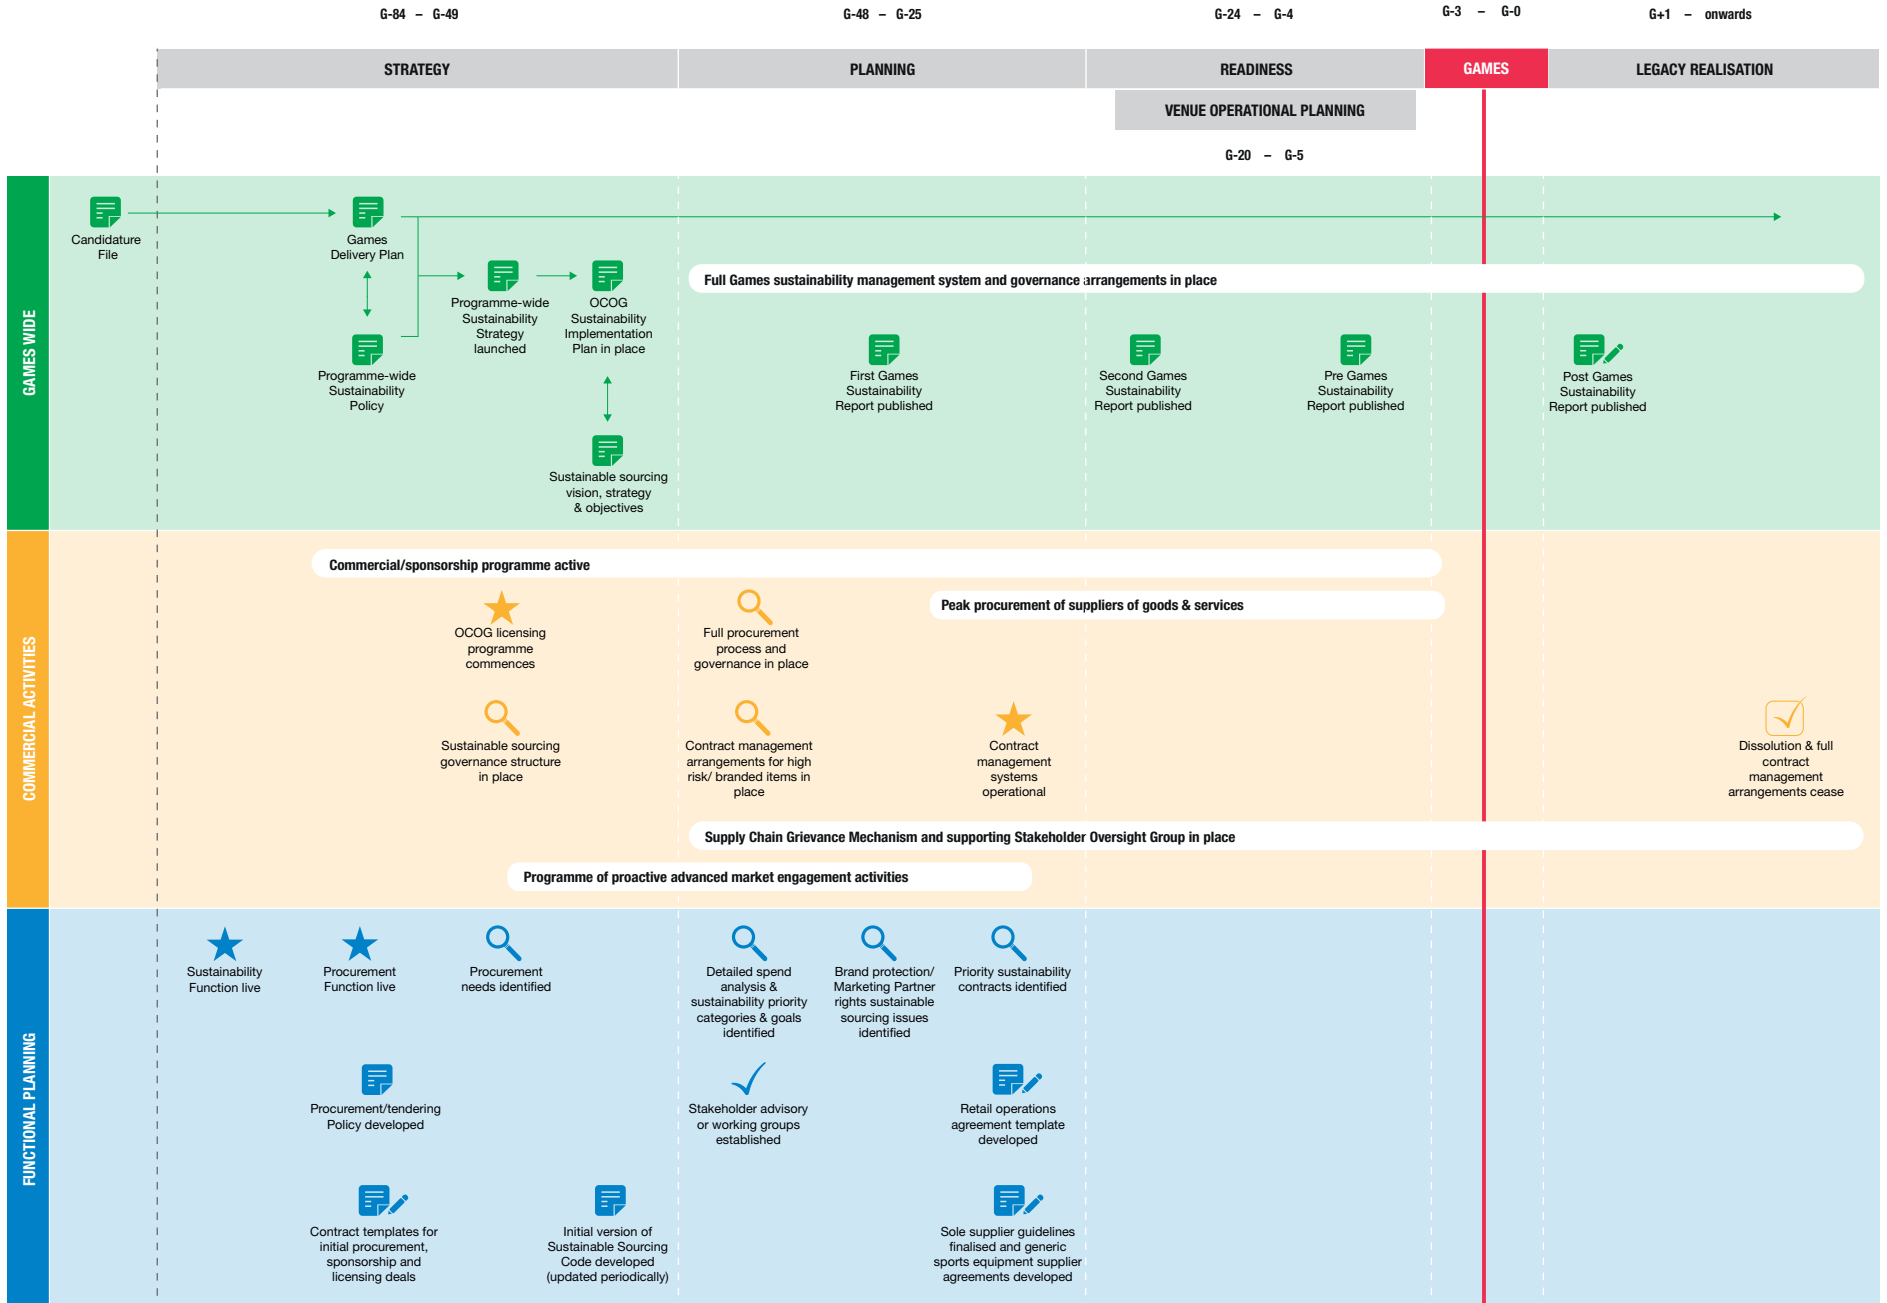 G-84 – G-49
G-48 – G-25
G-24 – G-4
G-3 – G-0
G+1 – onwards
STRATEGY
PLANNING
READINESS
GAMES
LEGACY REALISATION
VENUE OPERATIONAL PLANNING
G-20 – G-5
GAMES WIDE
Candidature
File
Games
Delivery Plan
Programme-wide
Sustainability
Strategy
launched
OCOG
Sustainability
Implementation
Plan in place
Full Games sustainability management system and governance arrangements in place
Programme-wide
Sustainability
Policy
First Games
Sustainability
Report published
Second Games
Sustainability
Report published
Pre Games
Sustainability
Report published
Post Games
Sustainability
Report published
Sustainable sourcing
vision, strategy
& objectives
COMMERCIAL ACTIVITIES
Commercial/sponsorship programme active
Peak procurement of suppliers of goods & services
OCOG licensing
programme
commences
Full procurement
process and
governance in place
Sustainable sourcing
governance structure
in place
Contract management
arrangements for high
risk/ branded items in
place
Contract
management
systems
operational
Dissolution & full
contract
management
arrangements cease
Supply Chain Grievance Mechanism and supporting Stakeholder Oversight Group in place
Programme of proactive advanced market engagement activities
FUNCTIONAL PLANNING
Sustainability
Function live
Procurement
Function live
Procurement
needs identified
Detailed spend
analysis &
sustainability priority
categories & goals
identified
Brand protection/
Marketing Partner
rights sustainable
sourcing issues
identified
Priority sustainability
contracts identified
Procurement/tendering
Policy developed
Stakeholder advisory
or working groups
established
Retail operations
agreement template
developed
Contract templates for
initial procurement,
sponsorship and
licensing deals
Initial version of
Sustainable Sourcing
Code developed
(updated periodically)
Sole supplier guidelines
finalised and generic
sports equipment supplier
agreements developed